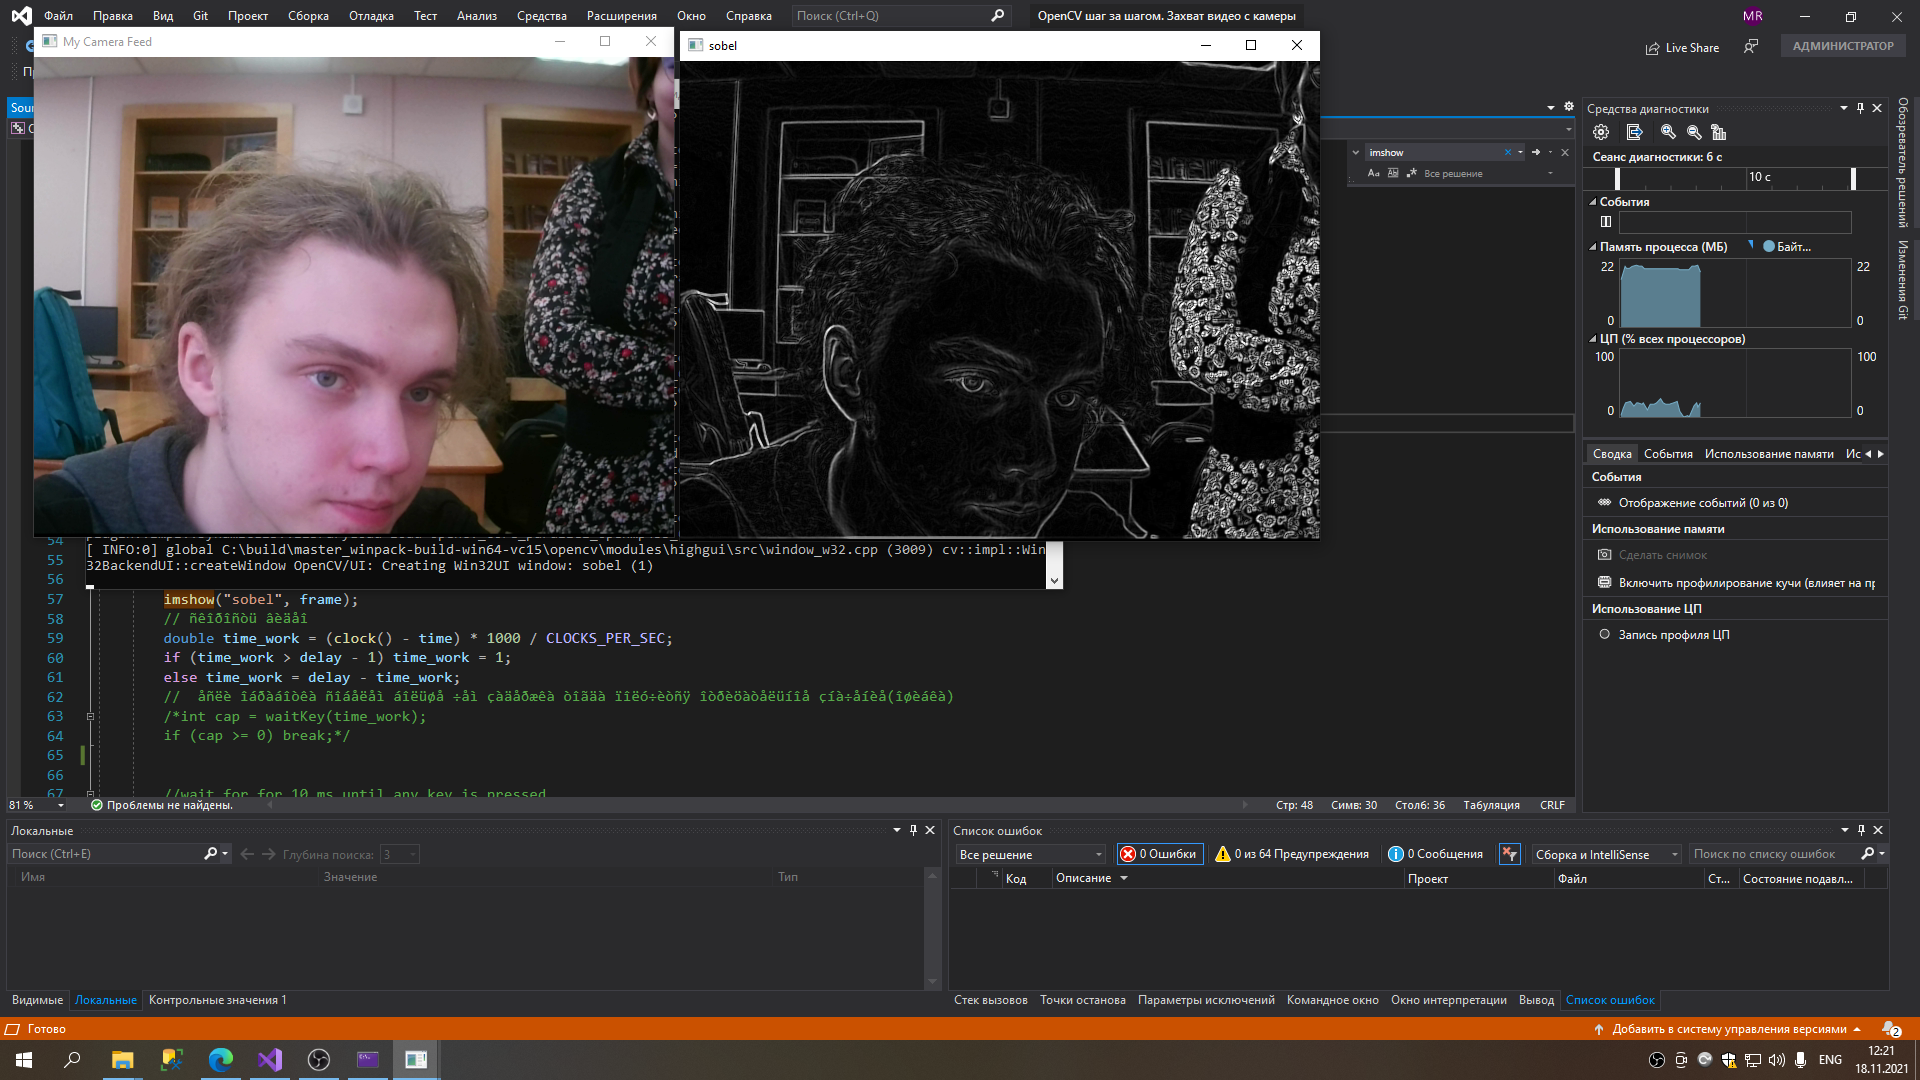 Файл Правка Вид Git Проект Сборка Отладка Тест Анализ Средства Расширения Окно Справка Поиск (Ctrl+Q) OpenCV шаг за шагом. Захват видео с камеры MR
Live Share АДМИНИСТРАТОР
My Camera Feed
sobel
Sour
imshow
Aa Все решение
54
[ INFO:0] global C:\build\master_winpack-build-win64-vc15\opencv\modules\highgui\src\window_w32.cpp (3009) cv::impl::Win
32BackendUI::createWindow OpenCV/UI: Creating Win32UI window: sobel (1)
55
56
57 imshow("sobel", frame);
58 // ñêîðîñòü âèäåî
59 double time_work = (clock() - time) * 1000 / CLOCKS_PER_SEC;
60 if (time_work > delay - 1) time_work = 1;
61 else time_work = delay - time_work;
62 // åñëè îáðàáîòêà ñîáåëåì áîëüøå ÷åì çàäåðæêà òîãäà ïîëó÷èòñÿ îòðèöàòåëüíîå çíà÷åíèå(îøèáêà)
63 /*int cap = waitKey(time_work);
64 if (cap >= 0) break;*/
65
66
67 //wait for for 10 ms until any key is pressed.
81 % Проблемы не найдены. Стр: 48 Симв: 30 Столб: 36 Табуляция CRLF
Средства диагностики
Сеанс диагностики: 6 с
10 с
События
Память процесса (МБ) Байт...
22 22
0 0
ЦП (% всех процессоров)
100 100
0 0
Сводка События Использование памяти Ис
События
Отображение событий (0 из 0)
Использование памяти
Сделать снимок
Включить профилирование кучи (влияет на пр
Использование ЦП
Запись профиля ЦП
Обозреватель решений
Изменения Git
Локальные
Поиск (Ctrl+E) Глубина поиска: 3
Имя Значение Тип
Видимые Локальные Контрольные значения 1
Список ошибок
Все решение 0 Ошибки 0 из 64 Предупреждения 0 Сообщения Сборка и IntelliSense Поиск по списку ошибок
Код Описание Проект Файл Ст... Состояние подавл...
Стек вызовов Точки останова Параметры исключений Командное окно Окно интерпретации Вывод Список ошибок
Готово Добавить в систему управления версиями 2
ENG 12:21
18.11.2021